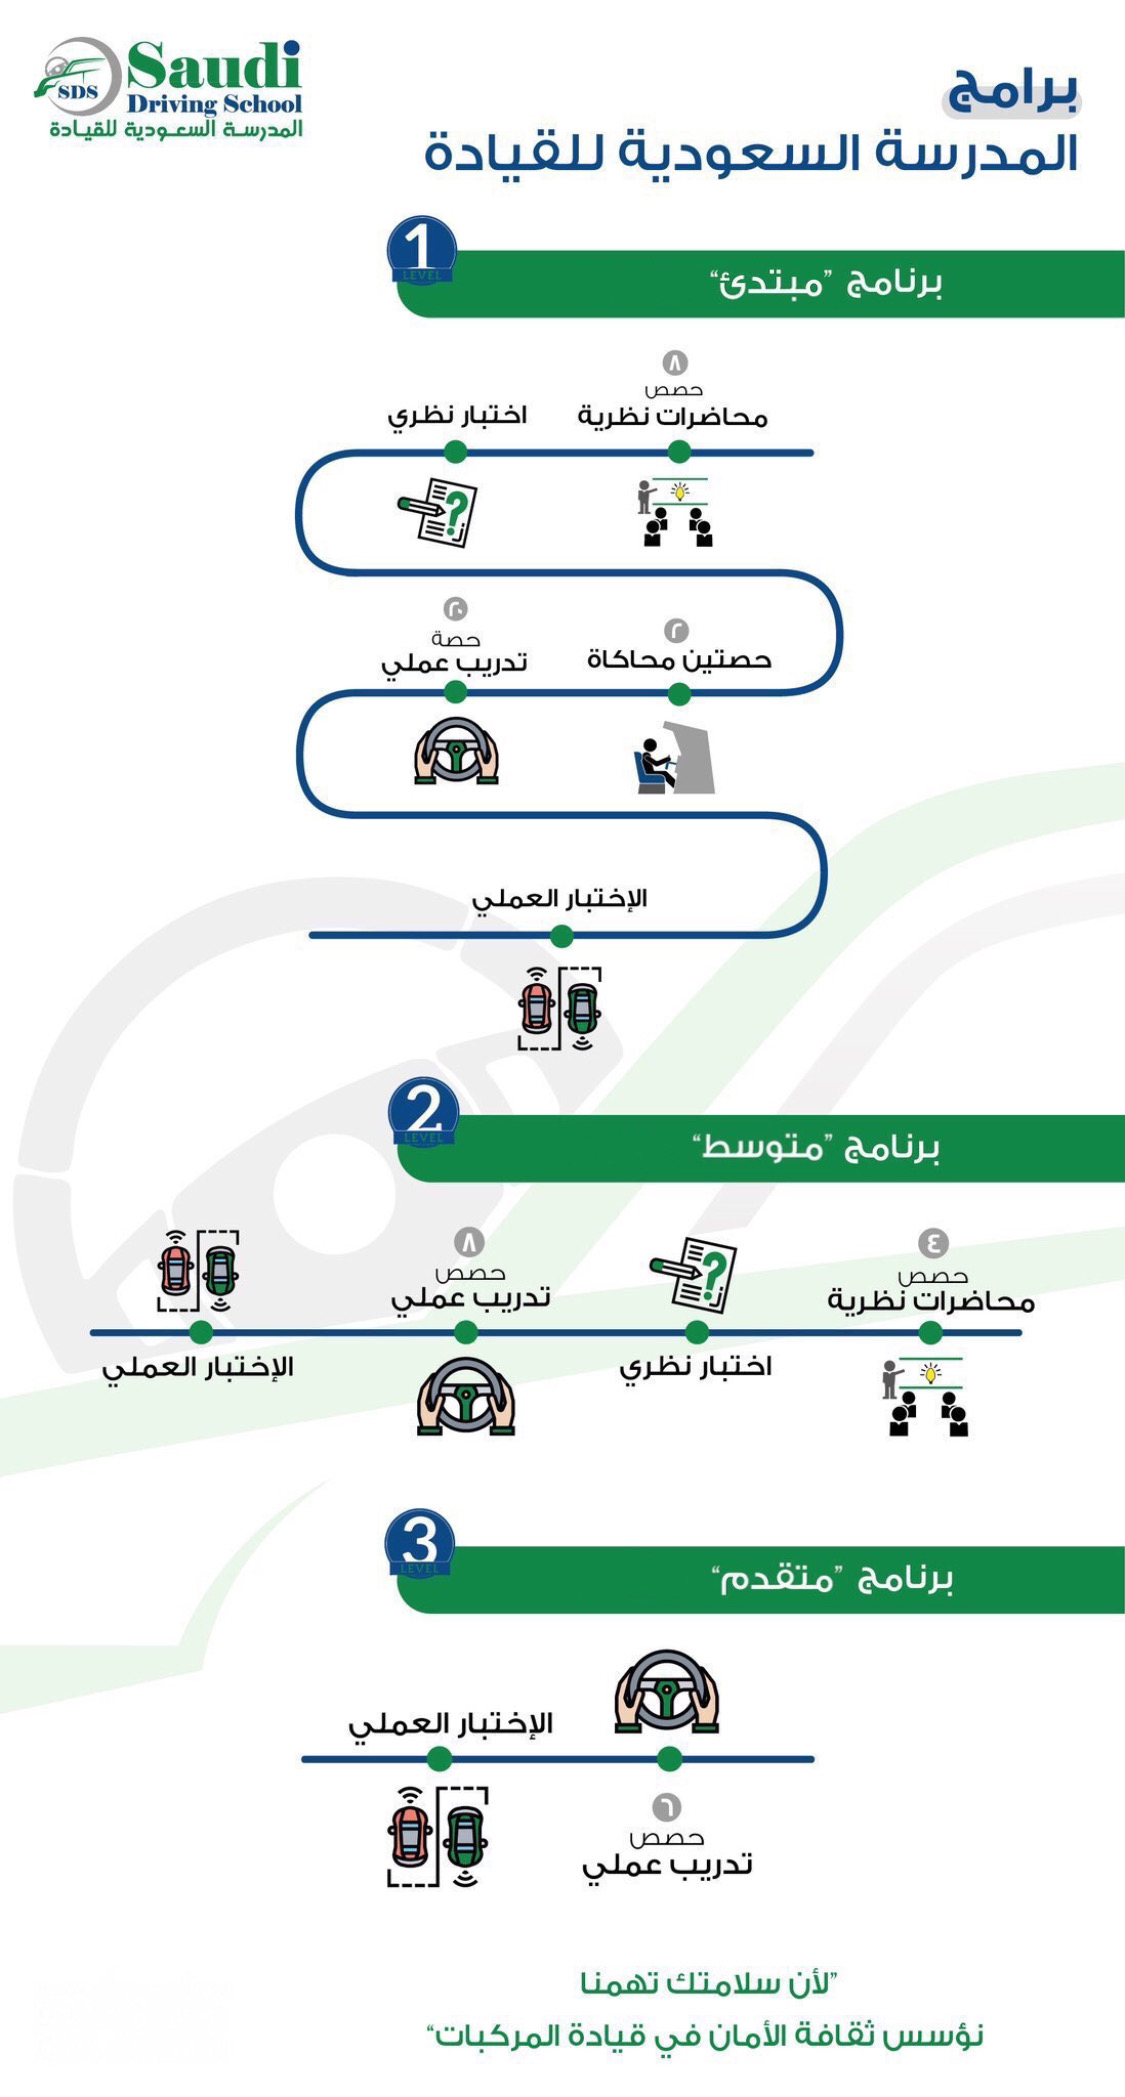 Saudi
Driving School
SDS
المدرسة السعودية للقيادة
برامج
المدرسة السعودية للقيادة
1
LEVEL
برنامج "مبتدئ"
٨
حصص
محاضرات نظرية
اختبار نظري
٢
حصتين محاكاة
٢٠
حصة
تدريب عملي
الإختبار العملي
2
LEVEL
برنامج "متوسط"
٤
حصص
محاضرات نظرية
اختبار نظري
٨
حصص
تدريب عملي
الإختبار العملي
3
LEVEL
برنامج "متقدم"
٦
حصص
تدريب عملي
الإختبار العملي
"لأن سلامتك تهمنا
نؤسس ثقافة الأمان في قيادة المركبات"